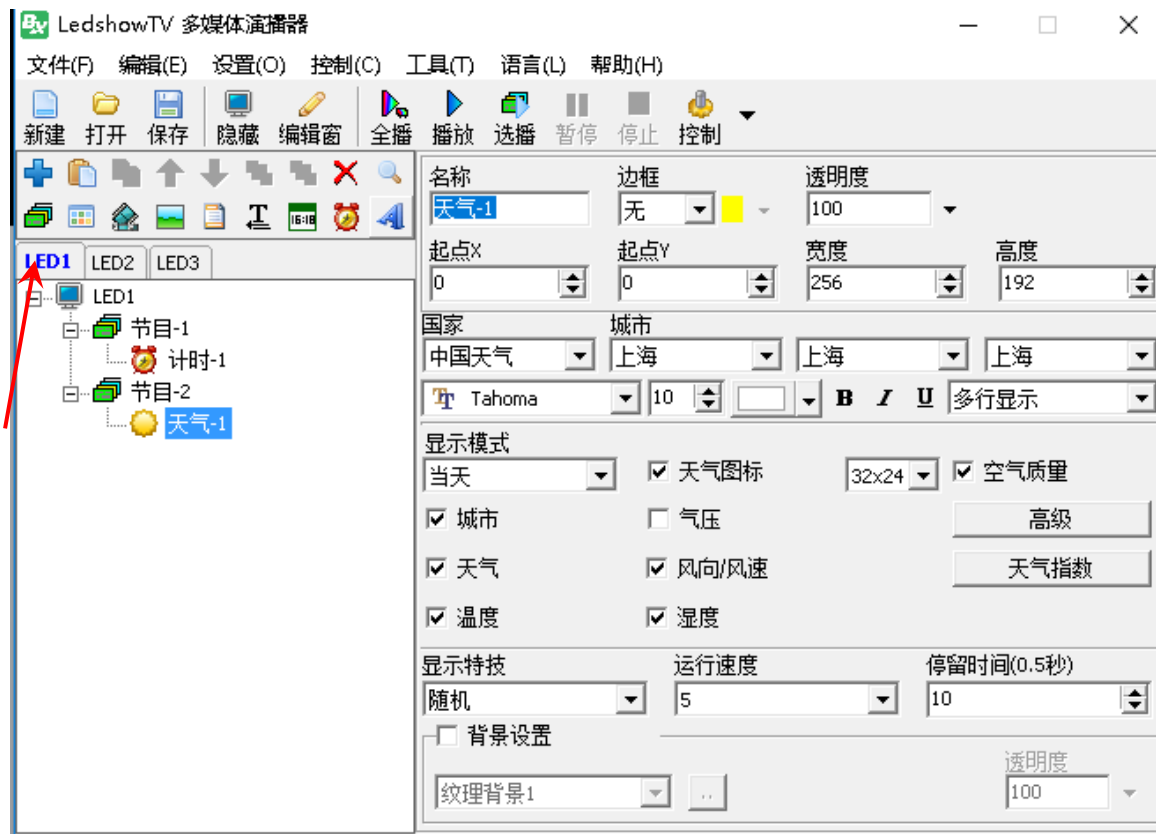 LedshowTV 多媒体演播器
文件(F) 编辑(E) 设置(O) 控制(C) 工具(T) 语言(L) 帮助(H)
新建 打开 保存 隐藏 编辑窗 全播 播放 选播 暂停 停止 控制
LED1 LED2 LED3
LED1
节目-1
计时-1
节目-2
天气-1
名称 边框 透明度
天气-1 无 100
起点X 起点Y 宽度 高度
0 0 256 192
国家 城市
中国天气 上海 上海 上海
Tahoma 10 B I U 多行显示
显示模式
当天 天气图标 32x24 空气质量
城市 气压 高级
天气 风向/风速 天气指数
温度 湿度
显示特技 运行速度 停留时间(0.5秒)
随机 5 10
背景设置
透明度
纹理背景1 .. 100